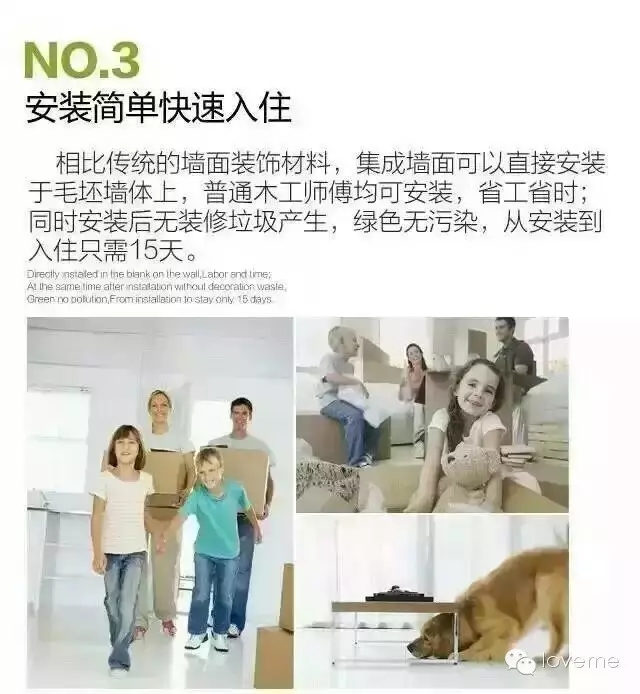 NO.3
安装简单快速入住
相比传统的墙面装饰材料，集成墙面可以直接安装
于毛坯墙体上，普通木工师傅均可安装，省工省时；
同时安装后无装修垃圾产生，绿色无污染，从安装到
入住只需15天。
Directly installed in the blank on the wall,Labor and time;
At the same time after installation without decoration waste,
Green no pollution,From installation to stay only 15 days.
loveme